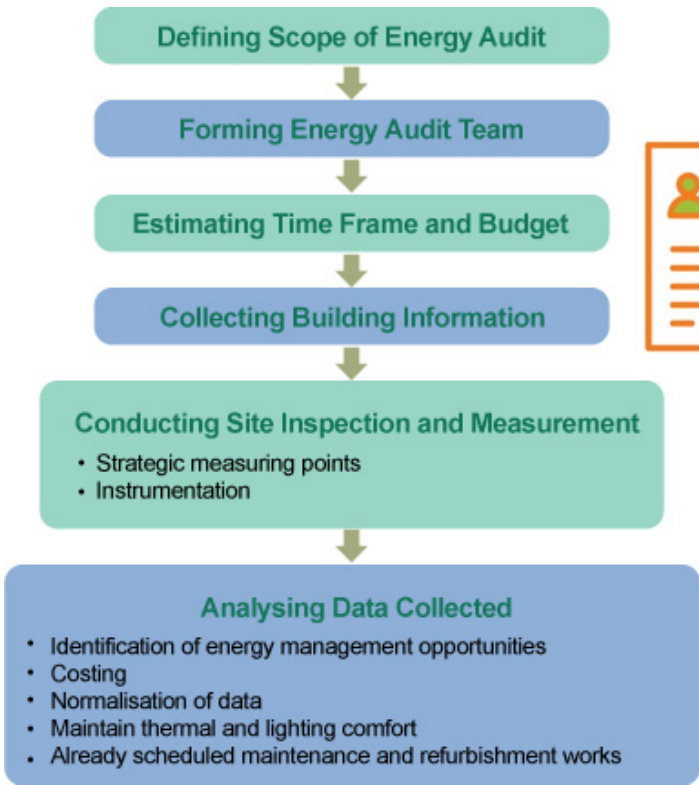 Defining Scope of Energy Audit
Forming Energy Audit Team
Estimating Time Frame and Budget
Collecting Building Information
Conducting Site Inspection and Measurement
• Strategic measuring points
• Instrumentation
Analysing Data Collected
• Identification of energy management opportunities
• Costing
• Normalisation of data
• Maintain thermal and lighting comfort
• Already scheduled maintenance and refurbishment works